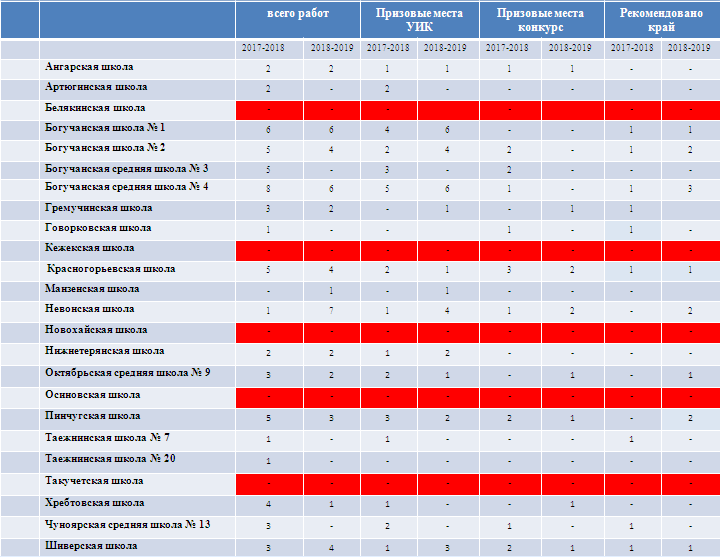 всего работ Призовые места Призовые места Рекомендовано
УИК конкурс край
2017-2018 2018-2019 2017-2018 2018-2019 2017-2018 2018-2019 2017-2018 2018-2019
Ангарская школа 2 2 1 1 1 1 - -
Артюгинская школа 2 - 2 - - - - -
Белякинская школа - - - - - - - -
Богучанская школа № 1 6 6 4 6 - - 1 1
Богучанская школа № 2 5 4 2 4 2 - 1 2
Богучанская средняя школа № 3 5 - 3 - 2 - - -
Богучанская средняя школа № 4 8 6 5 6 1 - 1 3
Гремучинская школа 3 2 - 1 - 1 1
Говорковская школа 1 - - 1 - 1 -
Кежекская школа - - - - - - - -
Красногорьевская школа 5 4 2 1 3 2 1 1
Манзенская школа - 1 - 1 - - -
Невонская школа 1 7 1 4 1 2 - 2
Новохайская школа - - - - - - - -
Нижнетерянская школа 2 2 1 2 - - - -
Октябрьская средняя школа № 9 3 2 2 1 - 1 - 1
Осиновская школа - - - - - - - -
Пинчугская школа 5 3 3 2 2 1 - 2
Таежнинская школа № 7 1 - 1 - - - 1 -
Таежнинская школа № 20 1 - - - - - - -
Такучетская школа - - - - - - - -
Хребтовская школа 4 1 1 - - 1 - -
Чуноярская средняя школа № 13 3 - 2 - 1 - 1 -
Шиверская школа 3 4 1 3 2 1 1 1